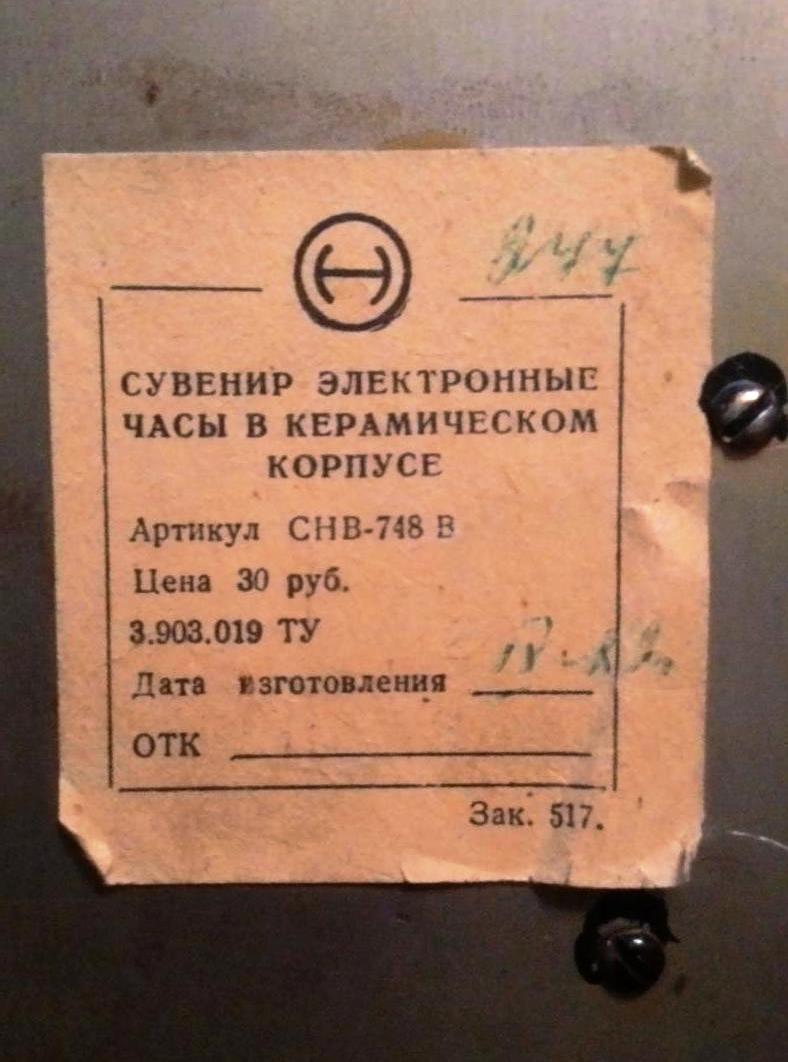 СУВЕНИР ЭЛЕКТРОННЫЕ
ЧАСЫ В КЕРАМИЧЕСКОМ
КОРПУСЕ
Артикул СНВ-748 В
Цена 30 руб.
3.903.019 ТУ
Дата изготовления
ОТК
Зак. 517.